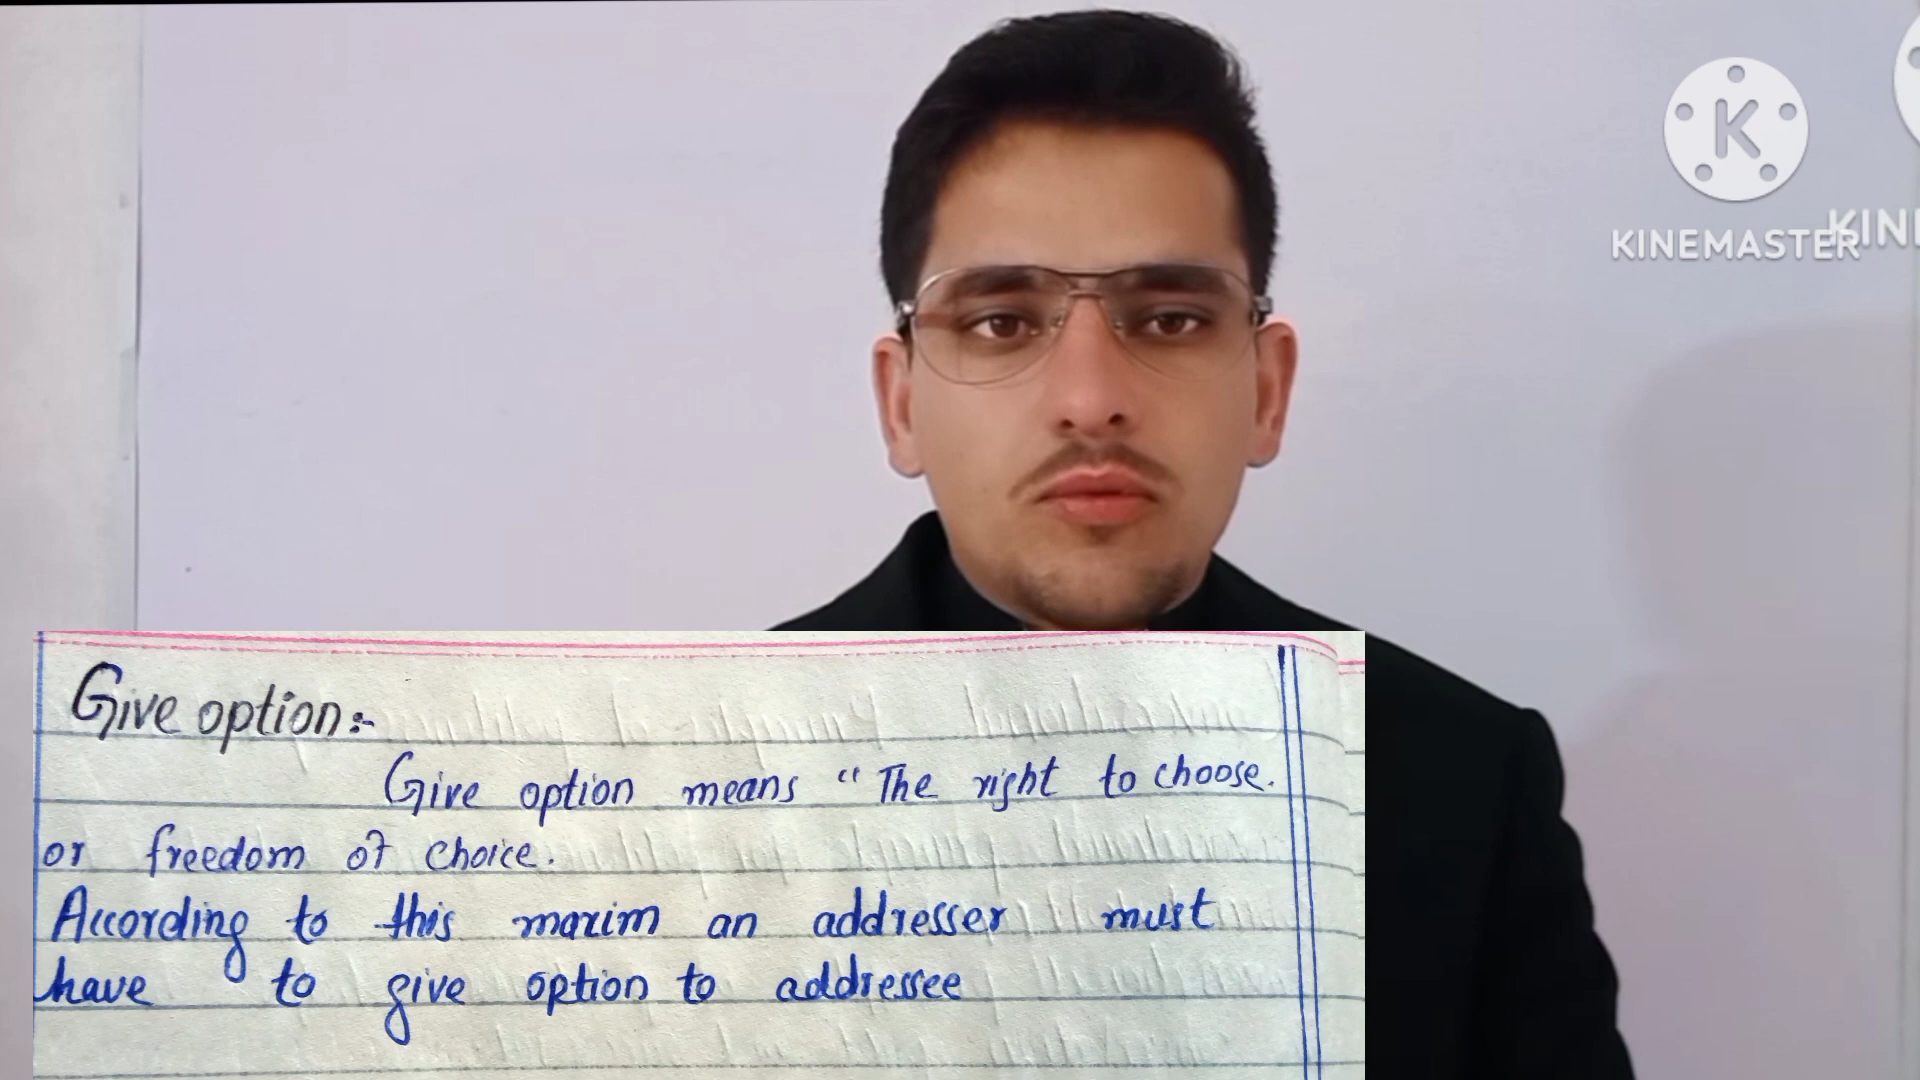 KINEMASTER
KIN
Give option:-
Give option means "The right to choose.
or freedom of choice.
According to this maxim an addresser must
have to give option to addressee